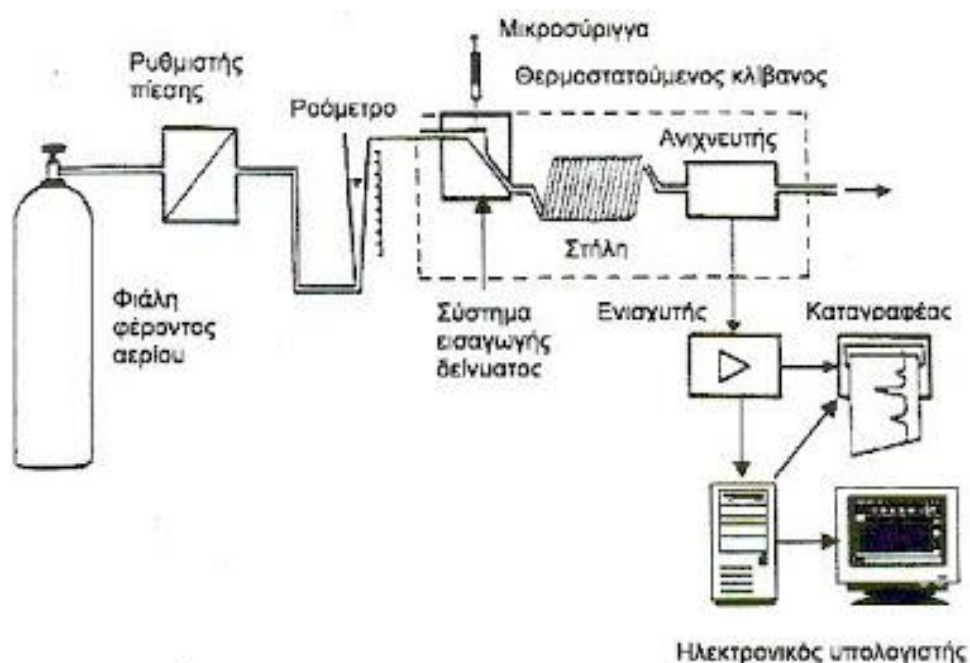 Μικροσύριγγα
Ρυθμιστής
πίεσης
Θερμοστατούμενος κλίβανος
Ροόμετρο
Ανιχνευτής
Στήλη
Φιάλη
φέροντος
αερίου
Σύστημα
εισαγωγής
δείγματος
Ενισχυτής
Καταγραφέας
Ηλεκτρονικός υπολογιστής